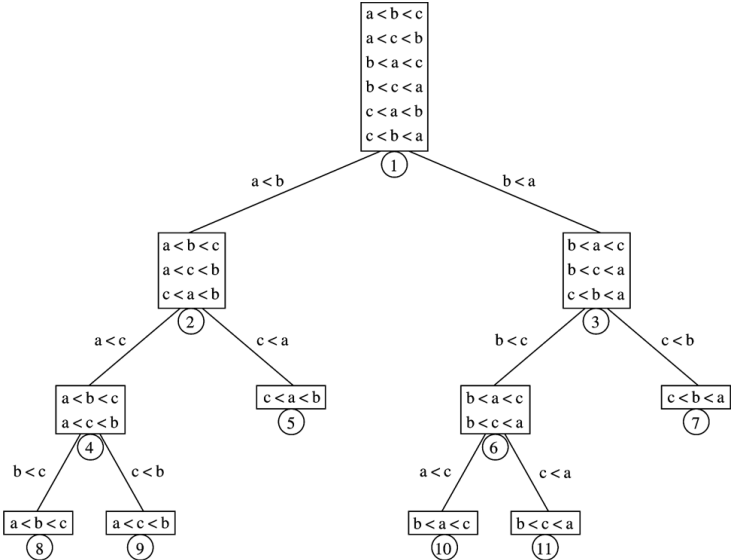 a < b < c
a < c < b
b < a < c
b < c < a
c < a < b
c < b < a
1
a < b
b < a
a < b < c
a < c < b
c < a < b
2
b < a < c
b < c < a
c < b < a
3
a < c
c < a
b < c
c < b
a < b < c
a < c < b
4
c < a < b
5
b < a < c
b < c < a
6
c < b < a
7
b < c
c < b
a < c
c < a
a < b < c
8
a < c < b
9
b < a < c
10
b < c < a
11